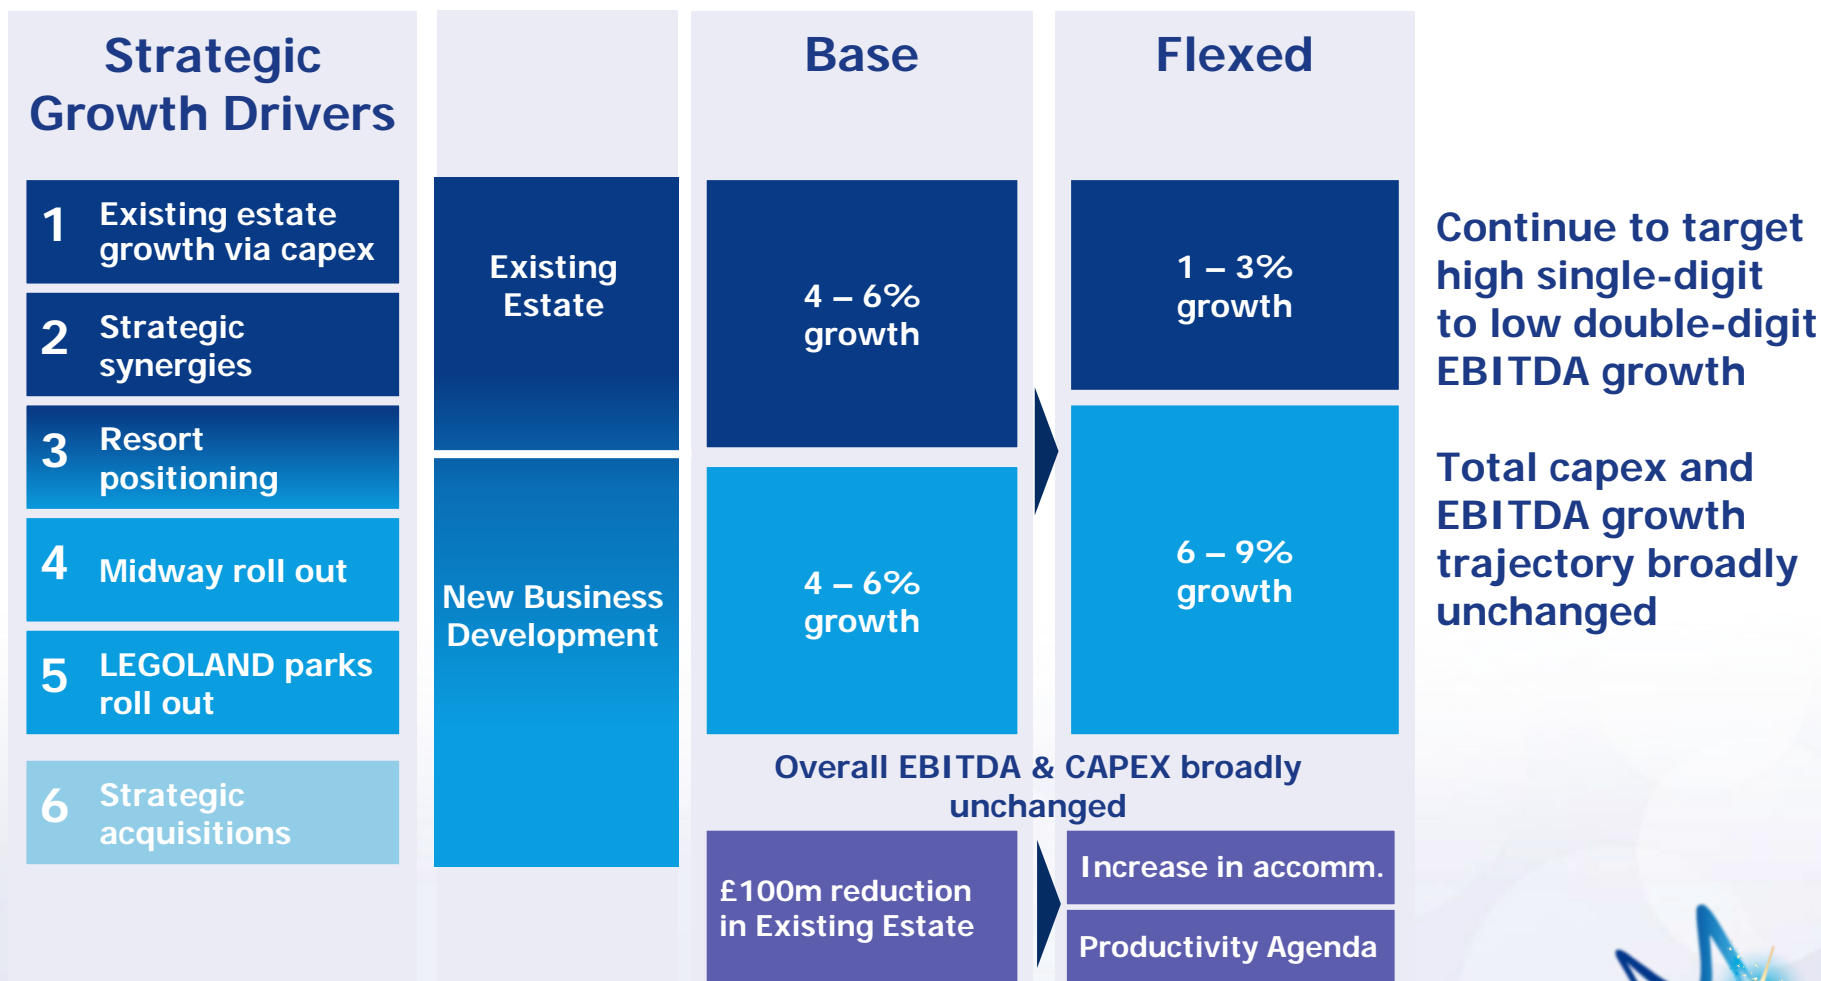 Strategic
Growth Drivers
1
Existing estate
growth via capex
2
Strategic
synergies
3
Resort
positioning
4
Midway roll out
5
LEGOLAND parks
roll out
6
Strategic
acquisitions
Existing
Estate
New Business
Development
Base
4 – 6%
growth
4 – 6%
growth
Flexed
1 – 3%
growth
6 – 9%
growth
Overall EBITDA & CAPEX broadly
unchanged
£100m reduction
in Existing Estate
Increase in accomm.
Productivity Agenda
Continue to target
high single-digit
to low double-digit
EBITDA growth
Total capex and
EBITDA growth
trajectory broadly
unchanged